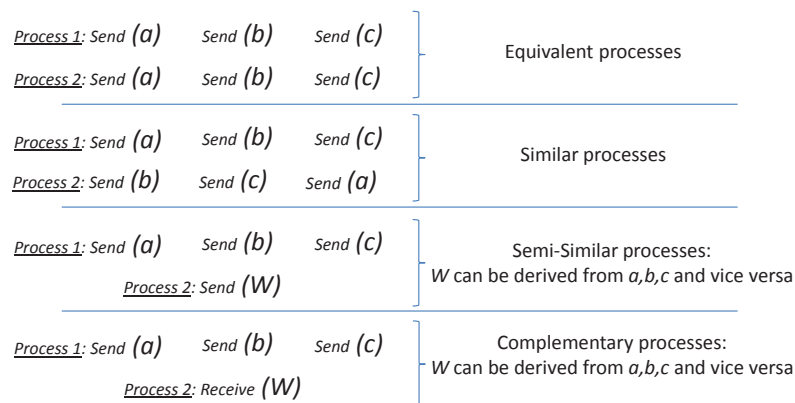 Process 1: Send (a) Send (b) Send (c)
Process 2: Send (a) Send (b) Send (c)
Equivalent processes
Process 1: Send (a) Send (b) Send (c)
Process 2: Send (b) Send (c) Send (a)
Similar processes
Process 1: Send (a) Send (b) Send (c)
Process 2: Send (W)
Semi-Similar processes:
W can be derived from a,b,c and vice versa
Process 1: Send (a) Send (b) Send (c)
Process 2: Receive (W)
Complementary processes:
W can be derived from a,b,c and vice versa